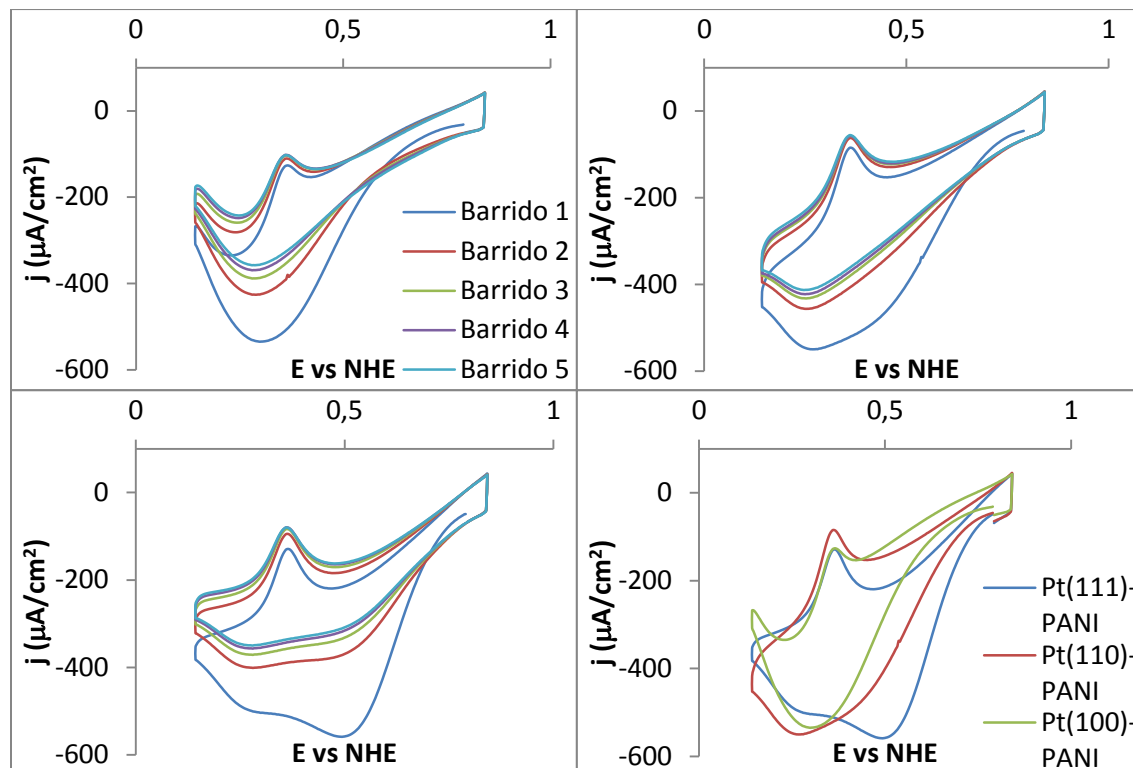 0 0,5 1
0
-200
-400
-600
j (µA/cm²)
E vs NHE
Barrido 1
Barrido 2
Barrido 3
Barrido 4
Barrido 5
0 0,5 1
0
-200
-400
-600
j (µA/cm²)
E vs NHE
0 0,5 1
0
-200
-400
-600
j (µA/cm²)
E vs NHE
0 0,5 1
0
-200
-400
-600
j (µA/cm²)
E vs NHE
Pt(111)-
PANI
Pt(110)-
PANI
Pt(100)-
PANI